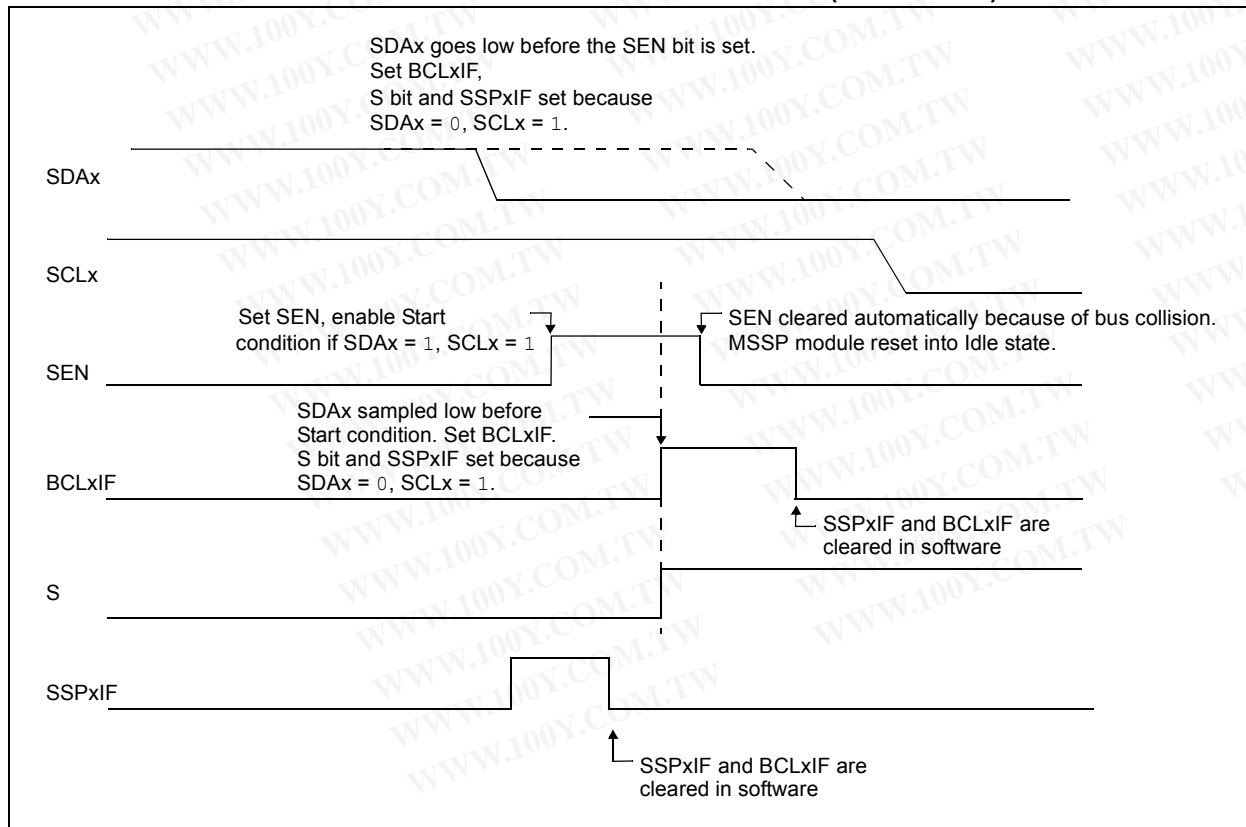 SDAx goes low before the SEN bit is set.
Set BCLxIF,
S bit and SSPxIF set because
SDAx = 0, SCLx = 1.
SDAx
SCLx
Set SEN, enable Start
condition if SDAx = 1, SCLx = 1
SEN cleared automatically because of bus collision.
MSSP module reset into Idle state.
SEN
SDAx sampled low before
Start condition. Set BCLxIF.
S bit and SSPxIF set because
SDAx = 0, SCLx = 1.
BCLxIF
SSPxIF and BCLxIF are
cleared in software
S
SSPxIF
SSPxIF and BCLxIF are
cleared in software
WWW.100Y.COM.TW